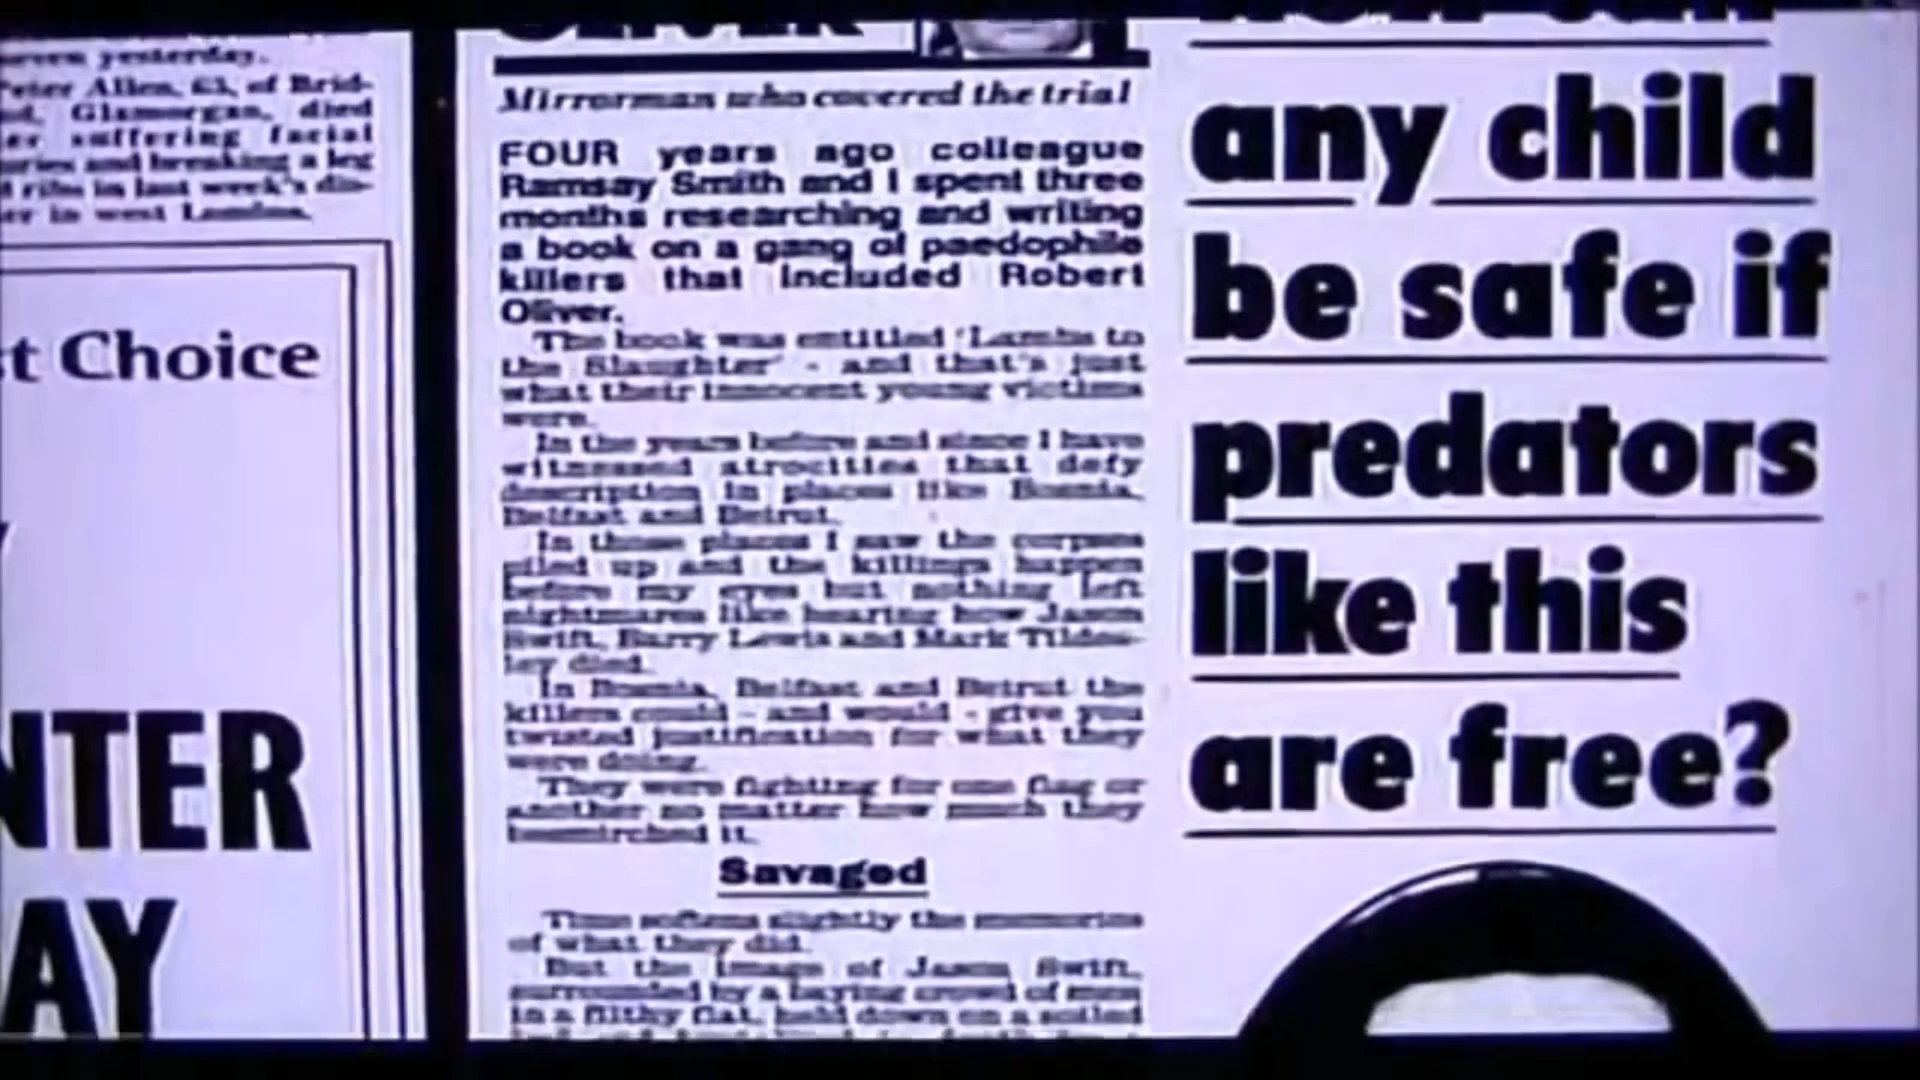 yesterday.
Peter Allen, 63, of Brid-
Glamorgan, died
suffering facial
and breaking a leg
ribs in last week's dis-
in west London.
t Choice
NTER
AY
OLIVER
Mirrorman who covered the trial
FOUR years ago colleague
Ramsay Smith and I spent three
months researching and writing
a book on a gang of paedophile
killers that included Robert
Oliver.
The book was entitled 'Lambs to
the Slaughter' - and that's just
what their innocent young victims
were.
In the years before and since I have
witnessed atrocities that defy
description in places like Bosnia,
Belfast and Beirut.
In those places I saw the corpses
piled up and the killings happen
before my eyes but nothing left
nightmares like hearing how Jason
Swift, Barry Lewis and Mark Tildes-
ley died.
In Bosnia, Belfast and Beirut the
killers could - and would - give you
twisted justification for what they
were doing.
They were fighting for one flag or
another no matter how much they
besmirched it.
Savaged
Time softens slightly the memories
of what they did.
But the image of Jason Swift,
surrounded by a baying crowd of men
in a filthy flat, held down on a soiled
any child
be safe if
predators
like this
are free?